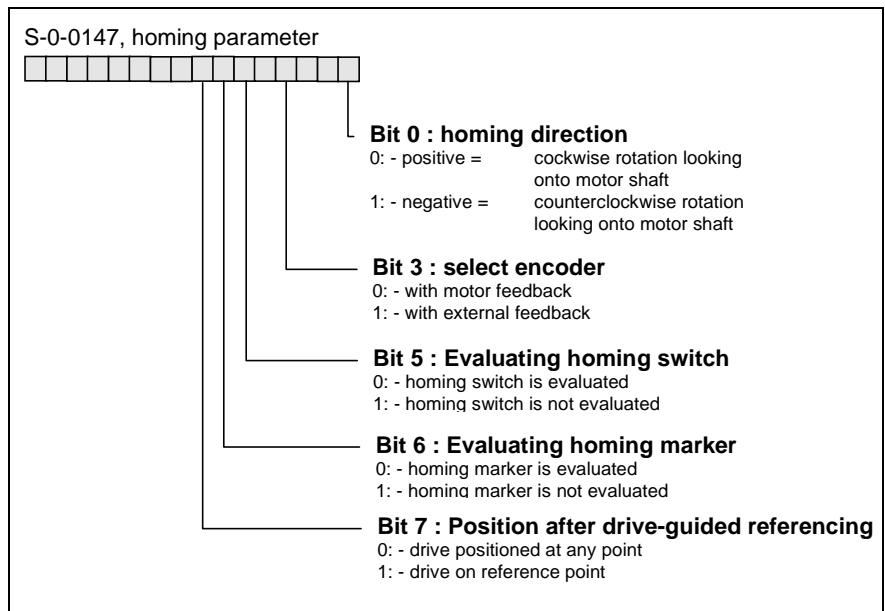 S-0-0147, homing parameter
Bit 0 : homing direction
0: - positive = cockwise rotation looking
onto motor shaft
1: - negative = counterclockwise rotation
looking onto motor shaft
Bit 3 : select encoder
0: - with motor feedback
1: - with external feedback
Bit 5 : Evaluating homing switch
0: - homing switch is evaluated
1: - homing switch is not evaluated
Bit 6 : Evaluating homing marker
0: - homing marker is evaluated
1: - homing marker is not evaluated
Bit 7 : Position after drive-guided referencing
0: - drive positioned at any point
1: - drive on reference point